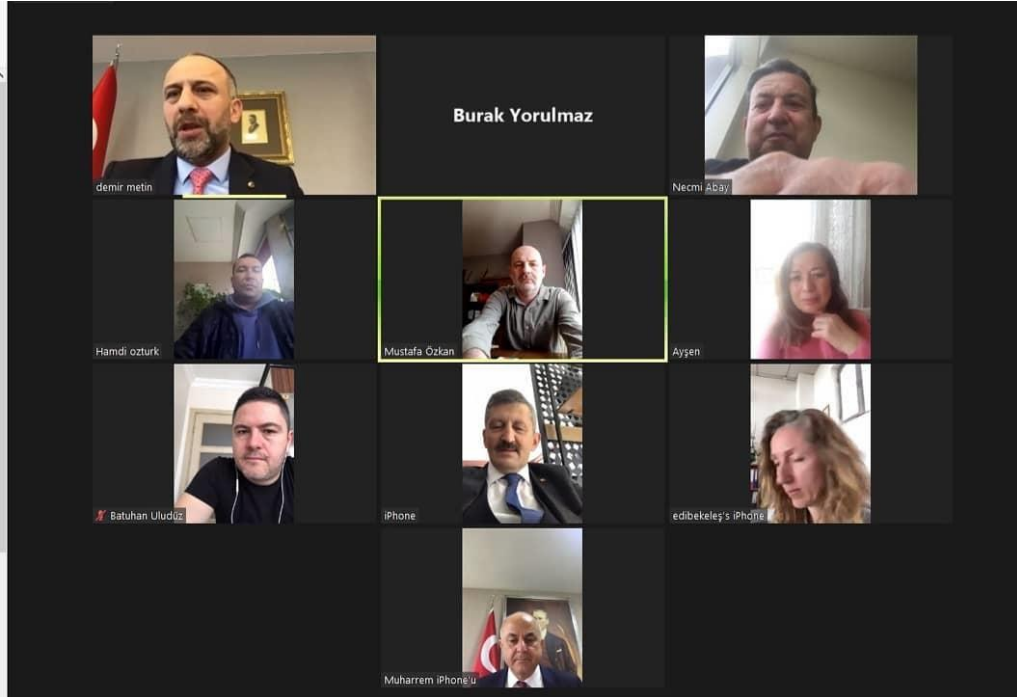 demir metin
Burak Yorulmaz
Necmi Abay
Hamdi ozturk
Mustafa Özkan
Ayşen
Batuhan Uludüz
iPhone
edibekeleş's iPhone
Muharrem iPhone'u